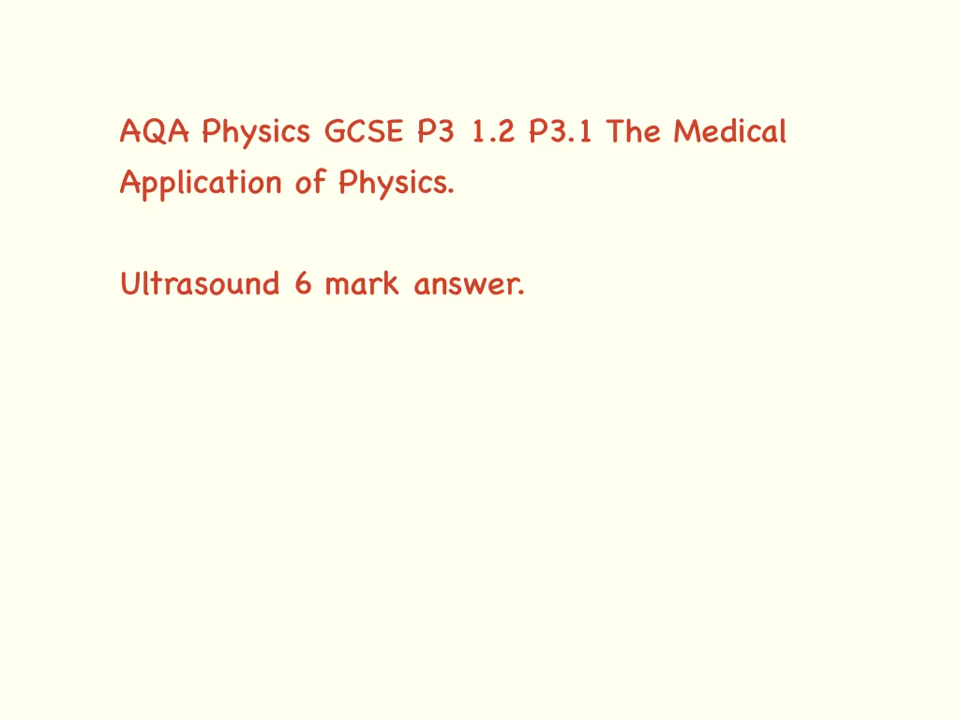 AQA Physics GCSE P3 1.2 P3.1 The Medical
Application of Physics.
Ultrasound 6 mark answer.